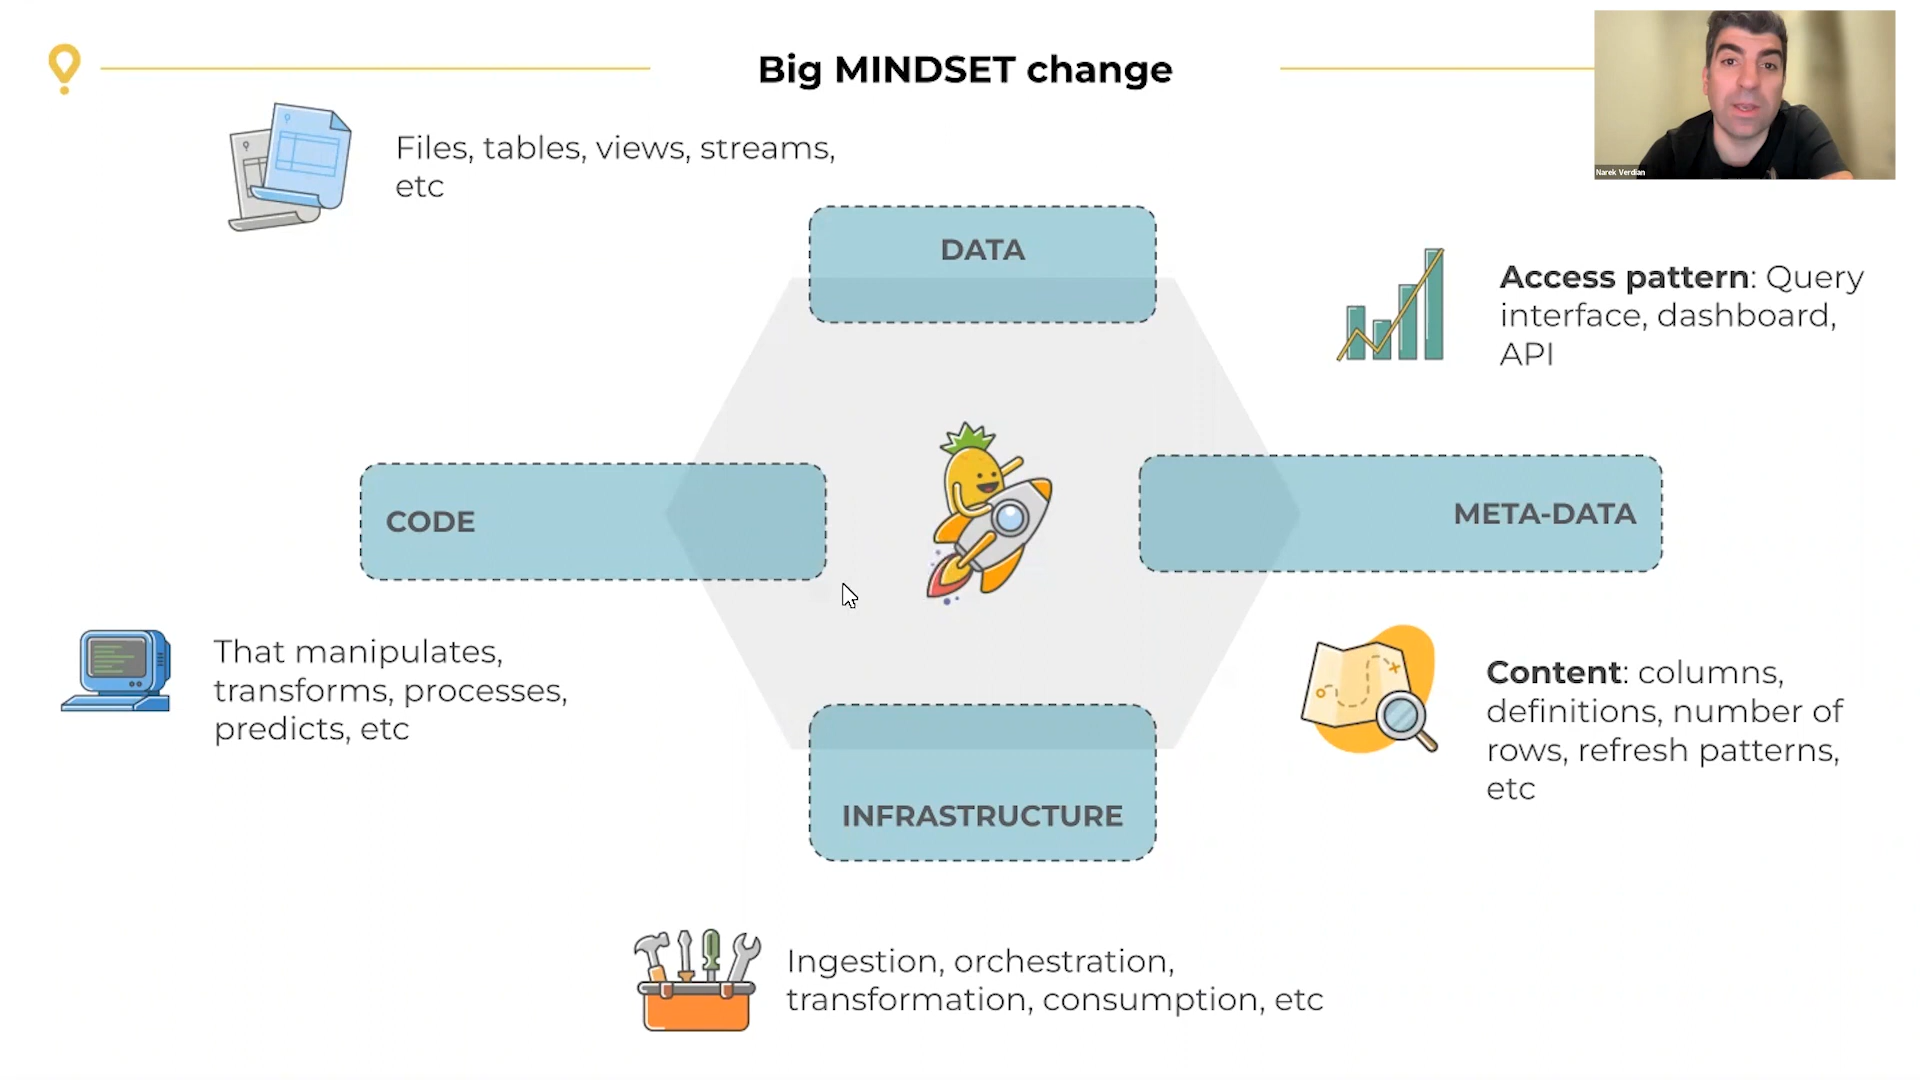 Big MINDSET change
Narek Verdian
Files, tables, views, streams,
etc
DATA
Access pattern: Query
interface, dashboard,
API
CODE
META-DATA
That manipulates,
transforms, processes,
predicts, etc
Content: columns,
definitions, number of
rows, refresh patterns,
etc
INFRASTRUCTURE
Ingestion, orchestration,
transformation, consumption, etc